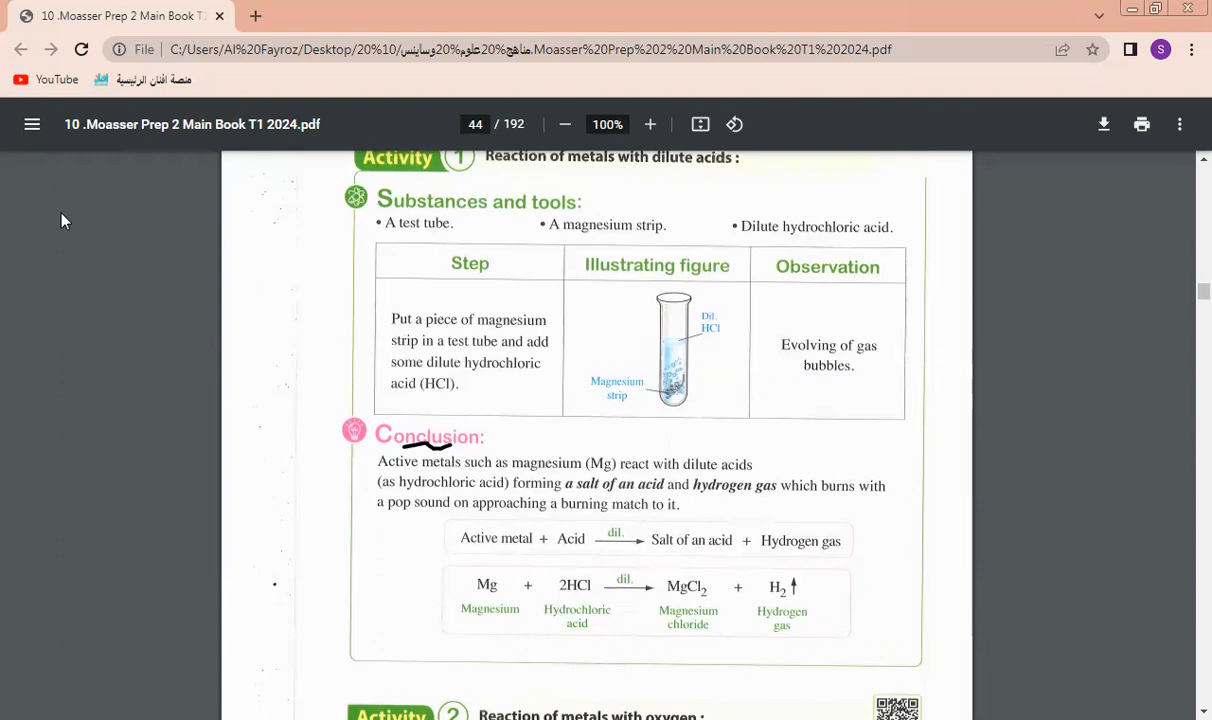 10 .Moasser Prep 2 Main Book T1
File
C:/Users/Al%20Fayroz/Desktop/20%10/مناهج%20علوم%20وساينس.Moasser%20Prep%202%20Main%20Book%20T1%202024.pdf
S
YouTube
منصة افنان الرئيسية
10 .Moasser Prep 2 Main Book T1 2024.pdf
44 / 192
100%
Activity 1 Reaction of metals with dilute acids :
Substances and tools:
• A test tube. • A magnesium strip. • Dilute hydrochloric acid.
Step
Illustrating figure
Observation
Put a piece of magnesium
strip in a test tube and add
some dilute hydrochloric
acid (HCl).
Dil.
HCl
Magnesium
strip
Evolving of gas
bubbles.
Conclusion:
Active metals such as magnesium (Mg) react with dilute acids
(as hydrochloric acid) forming a salt of an acid and hydrogen gas which burns with
a pop sound on approaching a burning match to it.
Active metal + Acid dil. → Salt of an acid + Hydrogen gas
Mg + 2HCl dil. → MgCl₂ + H₂ ↑
Magnesium
Hydrochloric
acid
Magnesium
chloride
Hydrogen
gas
Activity 2 Reaction of metals with oxygen :